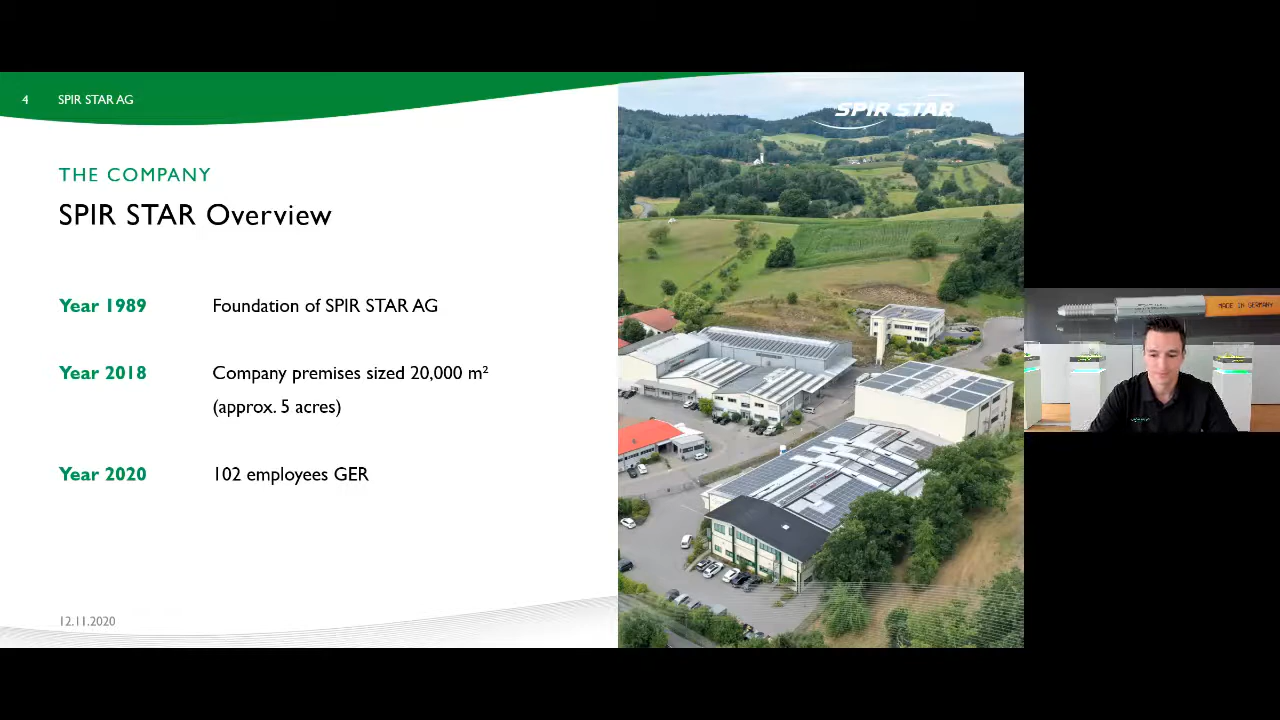 4 SPIR STAR AG
SPIR STAR
THE COMPANY
SPIR STAR Overview
Year 1989 Foundation of SPIR STAR AG
Year 2018 Company premises sized 20,000 m²
(approx. 5 acres)
Year 2020 102 employees GER
12.11.2020
MADE IN GERMANY